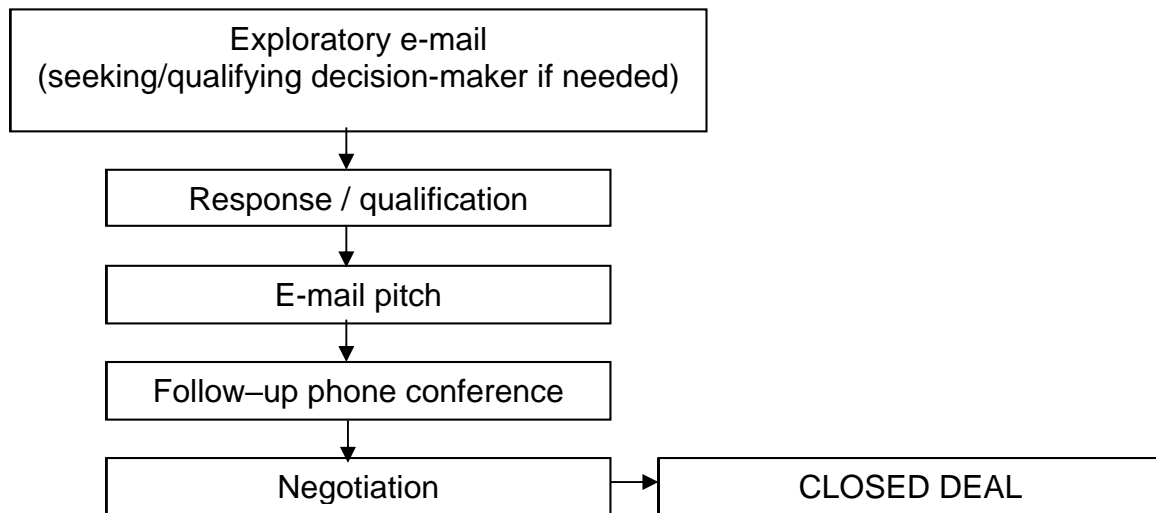 Exploratory e-mail
(seeking/qualifying decision-maker if needed)
Response / qualification
E-mail pitch
Follow–up phone conference
Negotiation
CLOSED DEAL